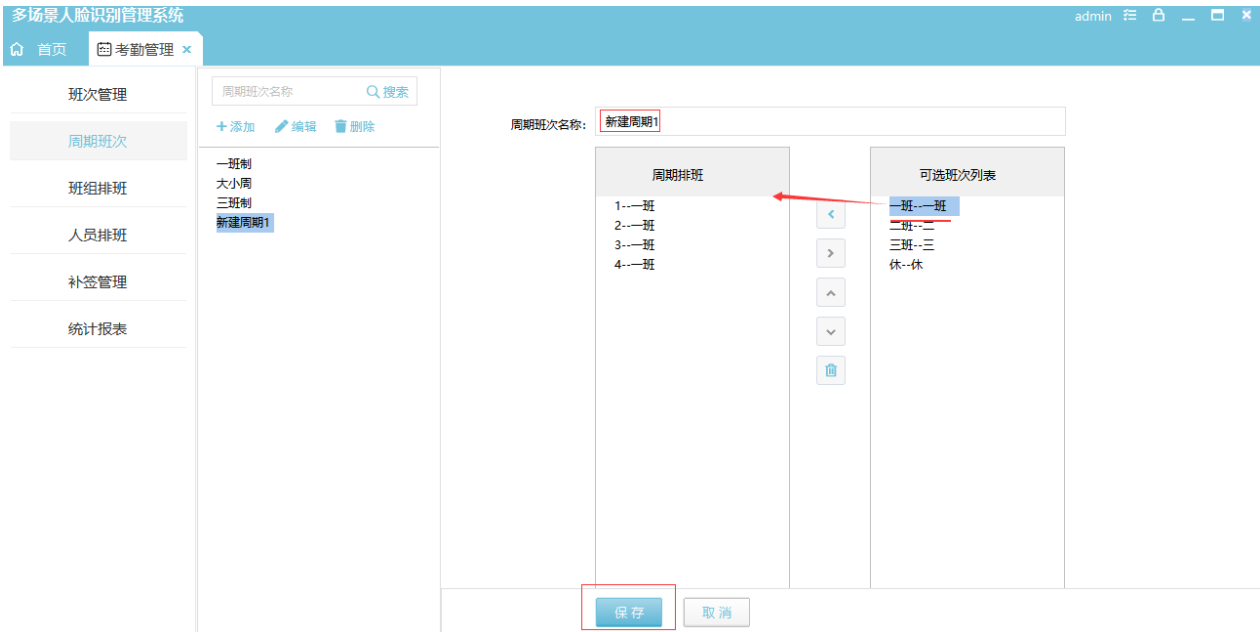 多场景人脸识别管理系统
admin
首页
考勤管理
班次管理
周期班次
班组排班
人员排班
补签管理
统计报表
周期班次名称
搜索
添加
编辑
删除
一班制
大小周
三班制
新建周期1
周期班次名称:
新建周期1
周期排班
1--一班
2--一班
3--一班
4--一班
可选班次列表
一班--一班
二班--二
三班--三
休--休
保存
取消